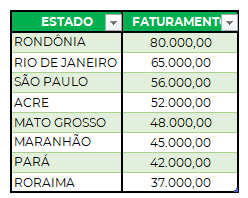 ESTADO FATURAMENTO
RONDÔNIA 80.000,00
RIO DE JANEIRO 65.000,00
SÃO PAULO 56.000,00
ACRE 52.000,00
MATO GROSSO 48.000,00
MARANHÃO 45.000,00
PARÁ 42.000,00
RORAIMA 37.000,00